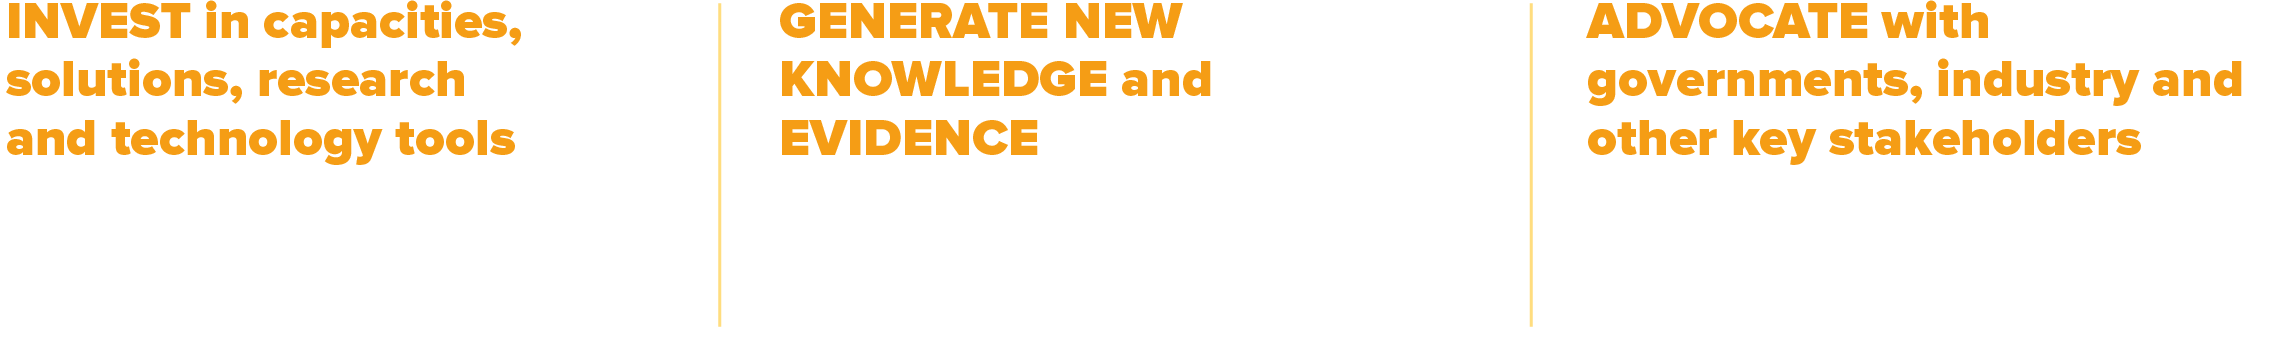 INVEST in capacities,
solutions, research
and technology tools
GENERATE NEW
KNOWLEDGE and
EVIDENCE
ADVOCATE with
governments, industry and
other key stakeholders